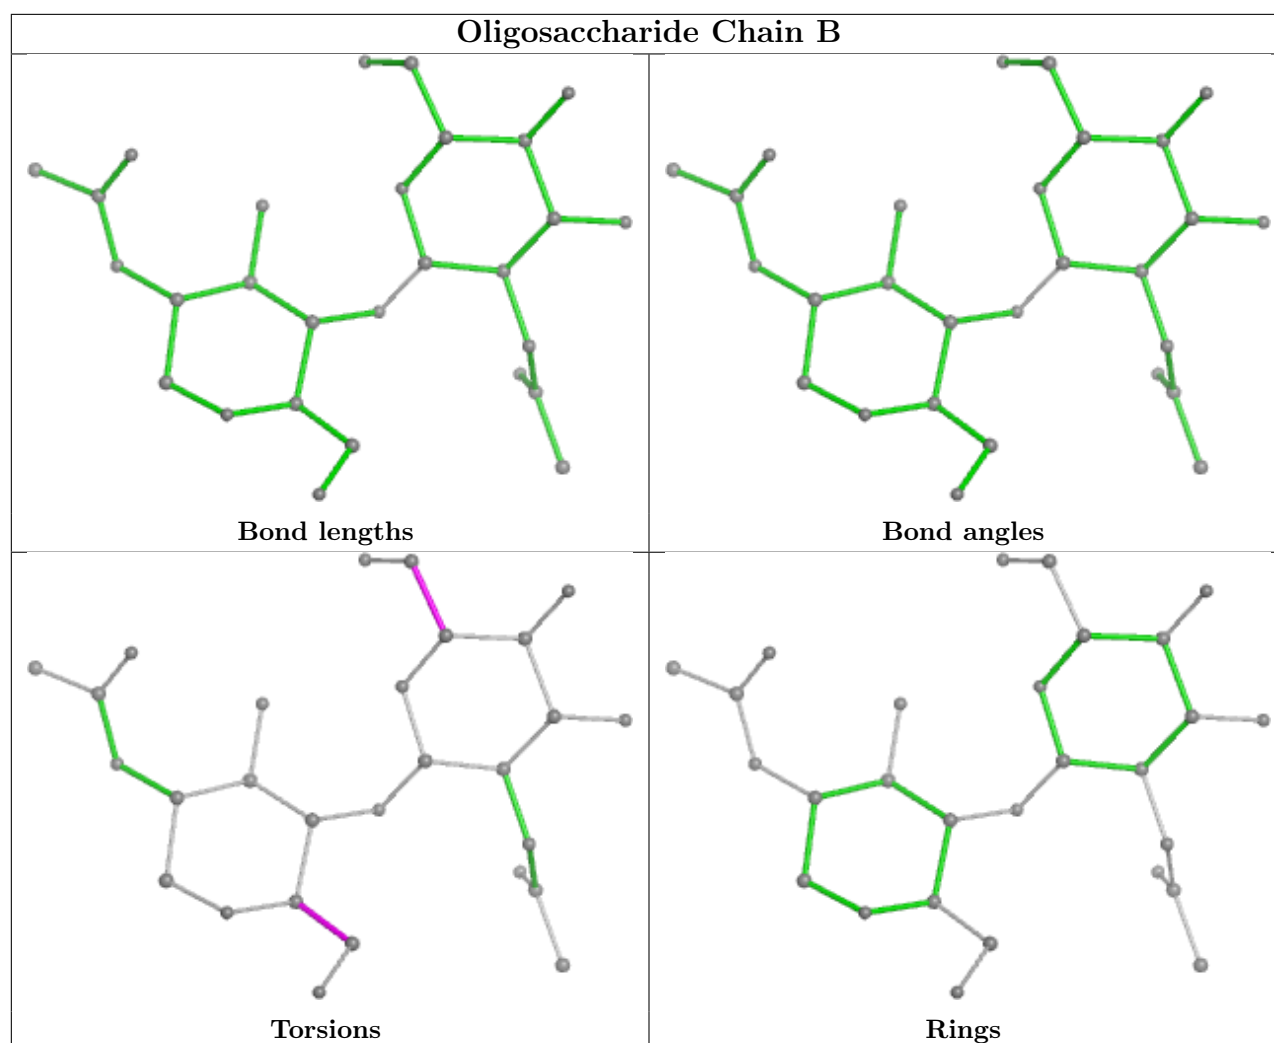 Oligosaccharide Chain B
Bond lengths
Bond angles
Torsions
Rings